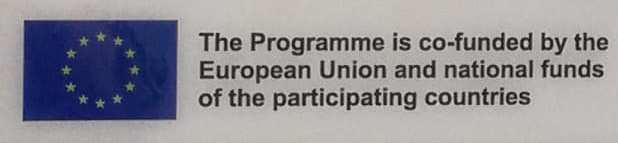 The Programme is co-funded by the
European Union and national funds
of the participating countries